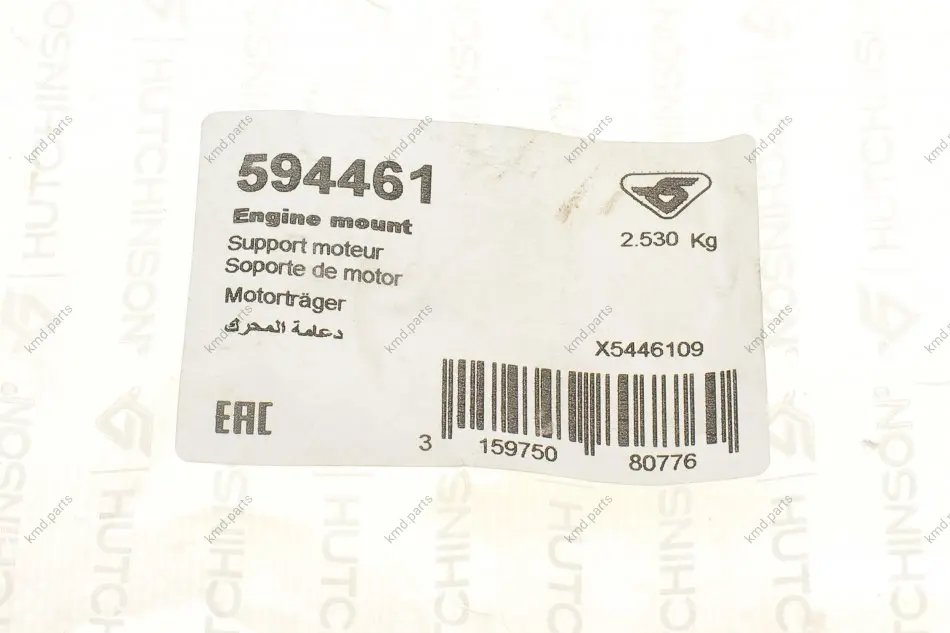 594461
Engine mount
Support moteur
Soporte de motor
Motorträger
دعامة المحرك
EAC
2.530 Kg
X5446109
3 159750 80776
HUTCHINSON
kmd.parts